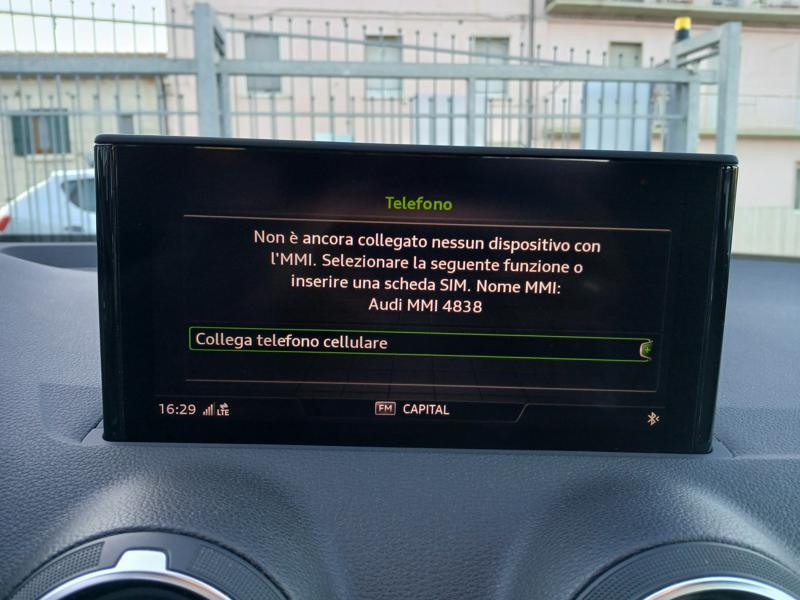 Telefono
Non è ancora collegato nessun dispositivo con
l'MMI. Selezionare la seguente funzione o
inserire una scheda SIM. Nome MMI:
Audi MMI 4838
Collega telefono cellulare
16:29 LTE FM CAPITAL